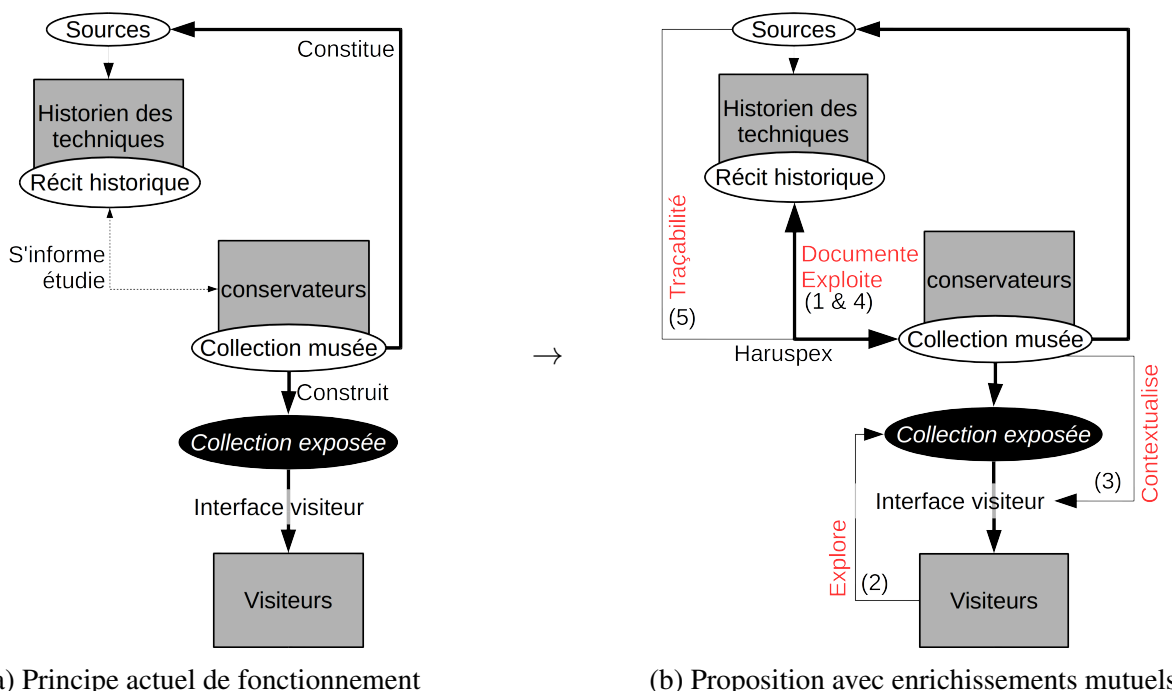 Sources
Constitue
Historien des
techniques
Récit historique
S'informe
étudie
conservateurs
Collection musée
Construit
Collection exposée
Interface visiteur
Visiteurs
a) Principe actuel de fonctionnement
→
Sources
Historien des
techniques
Récit historique
Traçabilité
(5)
Documente
Exploite
(1 & 4)
conservateurs
Haruspex
Collection musée
Contextualise
(3)
Collection exposée
Interface visiteur
Explore
(2)
Visiteurs
(b) Proposition avec enrichissements mutuels